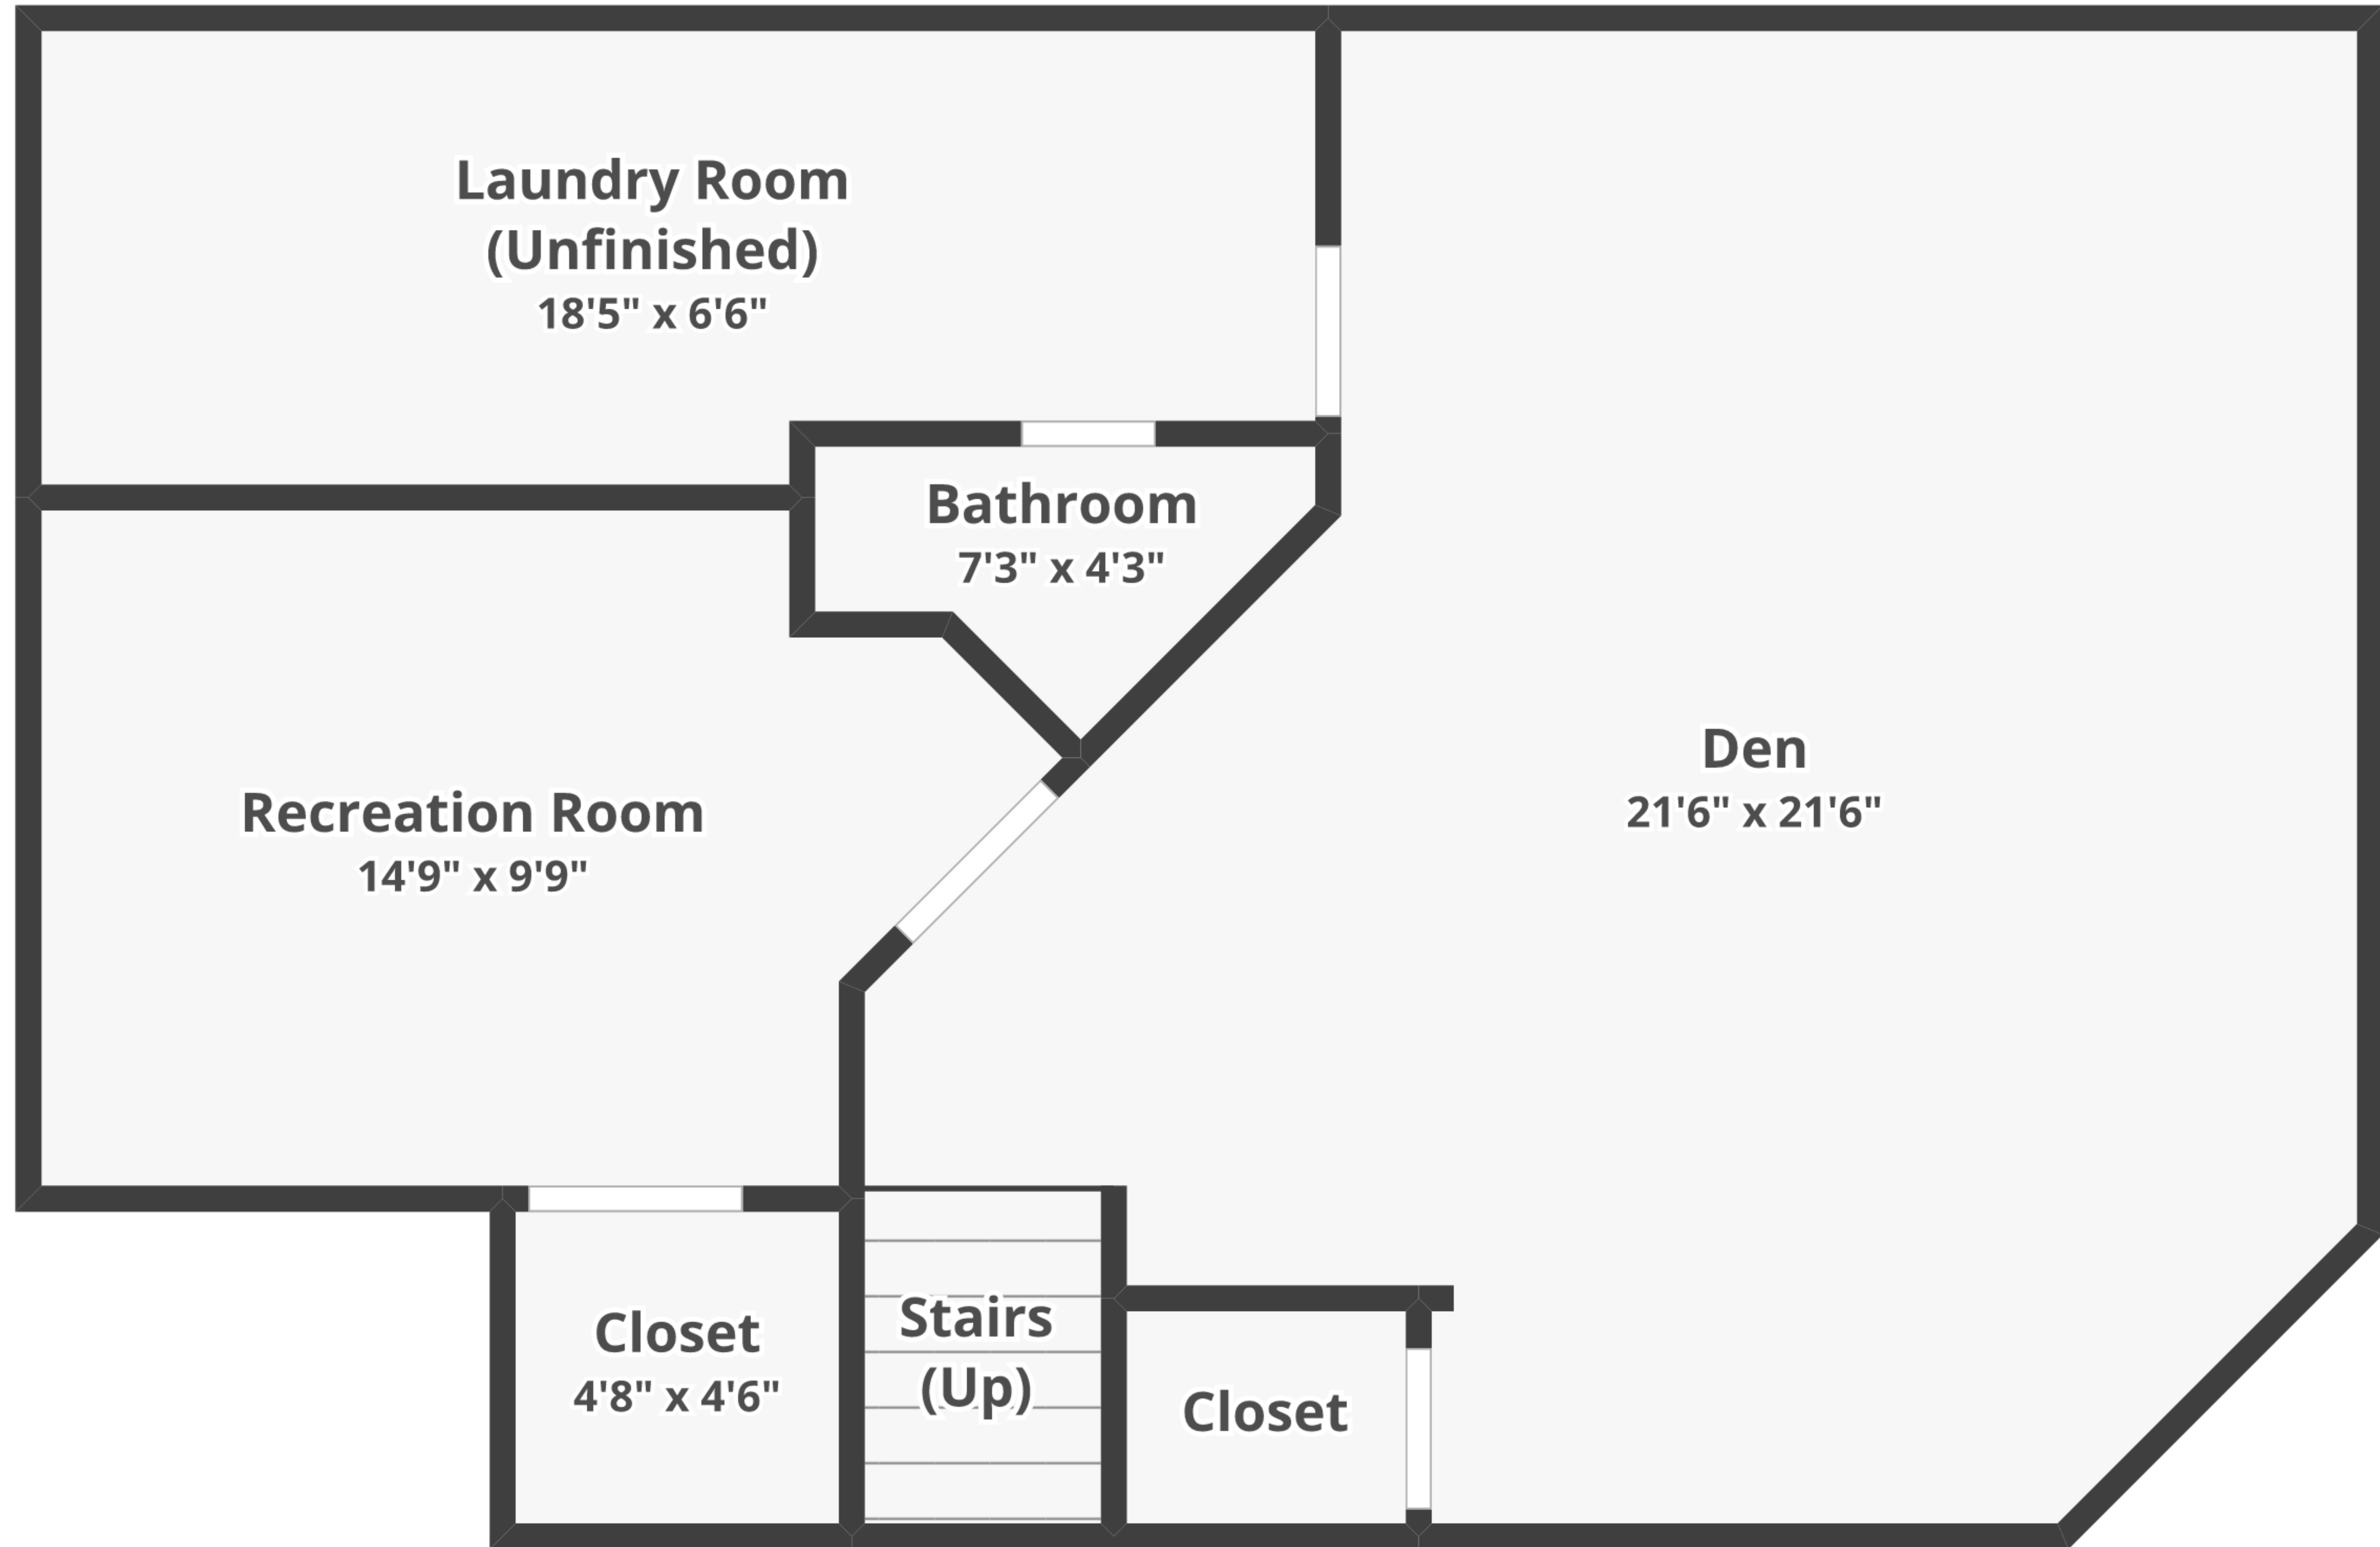 Laundry Room
(Unfinished)
18'5" x 6'6"
Bathroom
7'3" x 4'3"
Den
21'6" x 21'6"
Recreation Room
14'9" x 9'9"
Closet
4'8" x 4'6"
Stairs
(Up)
Closet